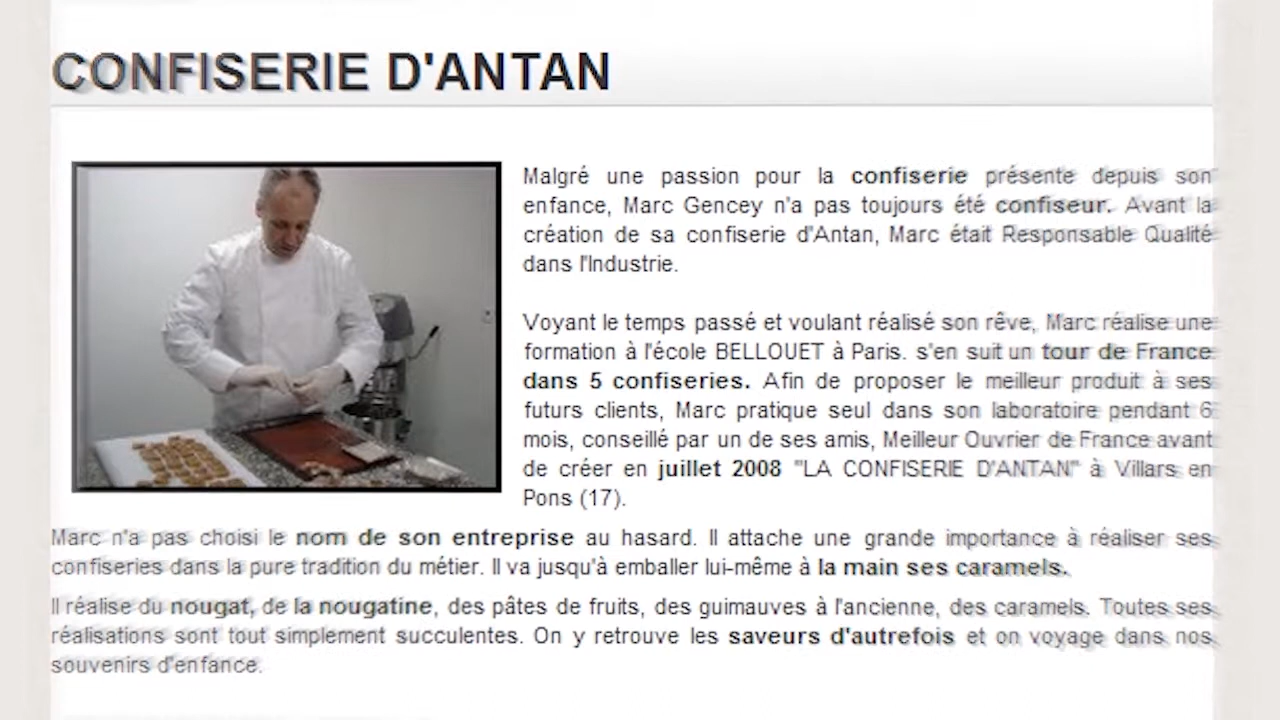 CONFISERIE D'ANTAN
Malgré une passion pour la confiserie présente depuis son
enfance, Marc Gencey n'a pas toujours été confiseur. Avant la
création de sa confiserie d'Antan, Marc était Responsable Qualité
dans l'Industrie.
Voyant le temps passé et voulant réalisé son rêve, Marc réalise une
formation à l'école BELLOUET à Paris. s'en suit un tour de France
dans 5 confiseries. Afin de proposer le meilleur produit à ses
futurs clients, Marc pratique seul dans son laboratoire pendant 6
mois, conseillé par un de ses amis, Meilleur Ouvrier de France avant
de créer en juillet 2008 "LA CONFISERIE D'ANTAN" à Villars en
Pons (17).
Marc n'a pas choisi le nom de son entreprise au hasard. Il attache une grande importance à réaliser ses
confiseries dans la pure tradition du métier. Il va jusqu'à emballer lui-même à la main ses caramels.
Il réalise du nougat, de la nougatine, des pâtes de fruits, des guimauves à l'ancienne, des caramels. Toutes ses
réalisations sont tout simplement succulentes. On y retrouve les saveurs d'autrefois et on voyage dans nos
souvenirs d'enfance.